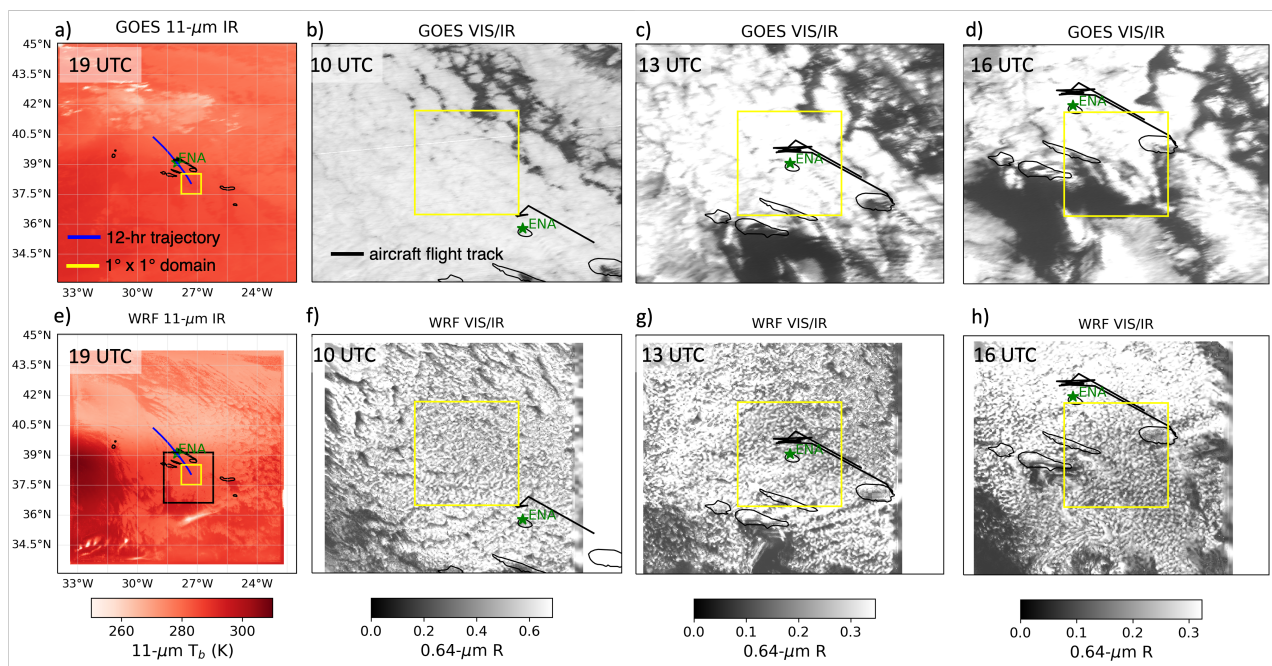 a) GOES 11-μm IR
19 UTC
45°N
43.5°N
42°N
40.5°N
39°N
37.5°N
36°N
34.5°N
ENA
12-hr trajectory
1° x 1° domain
33°W 30°W 27°W 24°W
b) GOES VIS/IR
10 UTC
ENA
aircraft flight track
c) GOES VIS/IR
13 UTC
ENA
d) GOES VIS/IR
16 UTC
ENA
e) WRF 11-μm IR
19 UTC
45°N
43.5°N
42°N
40.5°N
39°N
37.5°N
36°N
34.5°N
ENA
33°W 30°W 27°W 24°W
f) WRF VIS/IR
10 UTC
ENA
g) WRF VIS/IR
13 UTC
ENA
h) WRF VIS/IR
16 UTC
ENA
260 280 300
11-μm Tb (K)
0.0 0.2 0.4 0.6
0.64-μm R
0.0 0.1 0.2 0.3
0.64-μm R
0.0 0.1 0.2 0.3
0.64-μm R